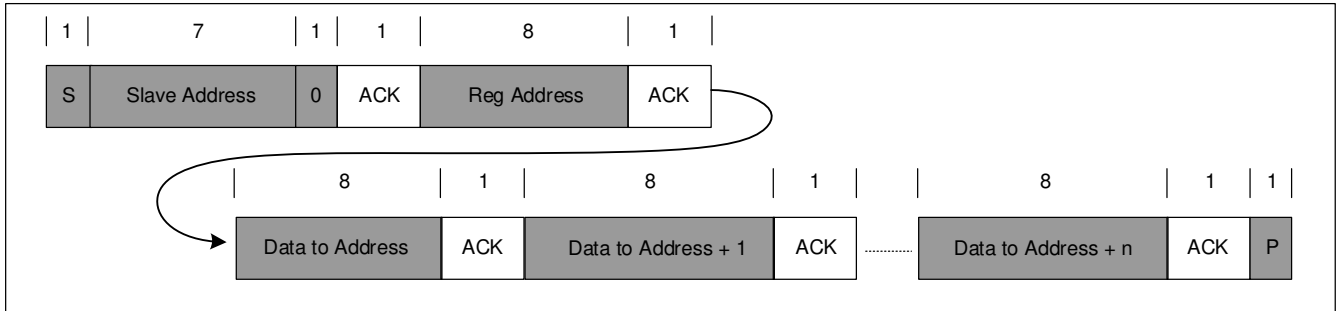 1 7 1 1 8 1
S Slave Address 0 ACK Reg Address ACK
8 1 8 1 8 1 1
Data to Address ACK Data to Address + 1 ACK Data to Address + n ACK P